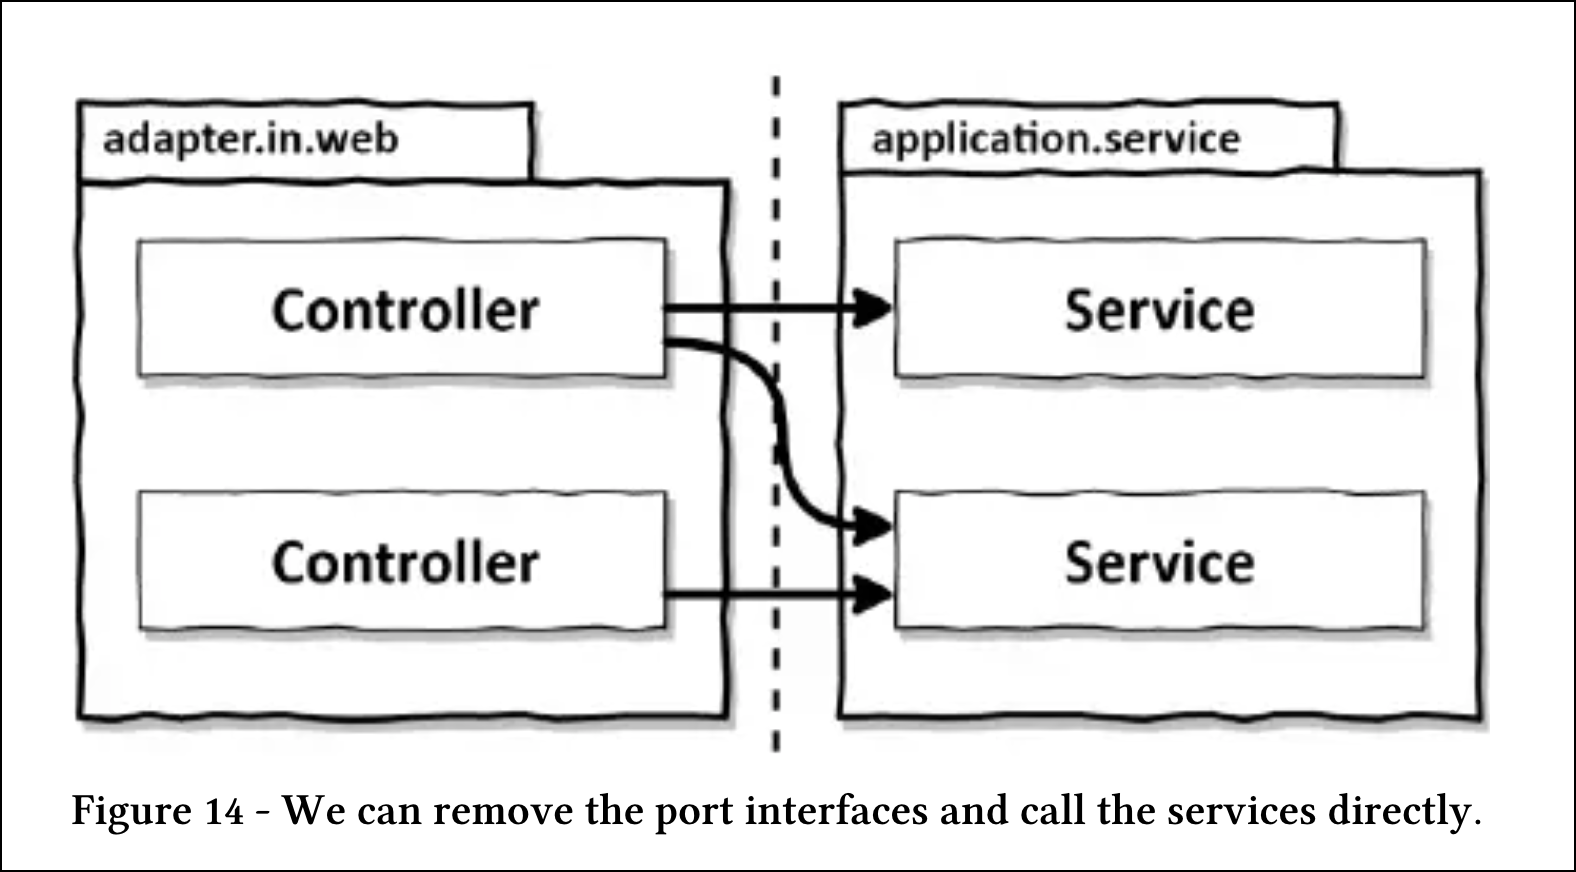 adapter.in.web
application.service
Controller
Service
Controller
Service
Figure 14 - We can remove the port interfaces and call the services directly.